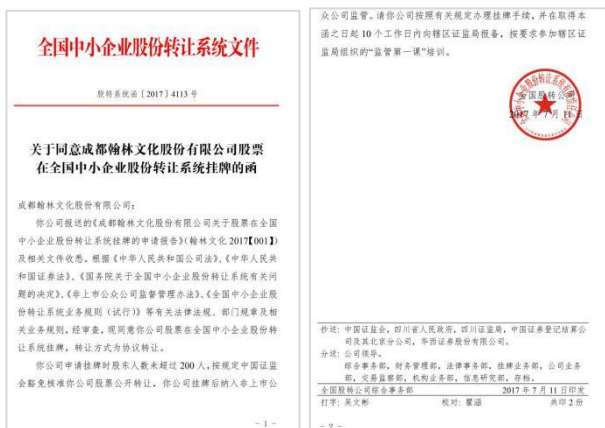 全国中小企业股份转让系统文件
股转系统函〔2017〕4113 号
关于同意成都翰林文化股份有限公司股票
在全国中小企业股份转让系统挂牌的函
成都翰林文化股份有限公司:
你公司报送的《成都翰林文化股份有限公司关于股票在全国
中小企业股份转让系统挂牌的申请报告》(翰林文化 2017【001】)
及相关文件收悉。根据《中华人民共和国公司法》、《中华人民共
和国证券法》、《国务院关于全国中小企业股份转让系统有关问
题的决定》、《非上市公众公司监督管理办法》、《全国中小企业股
份转让系统业务规则(试行)》等有关法律法规、部门规章及相
关业务规则,经审查,现同意你公司股票在全国中小企业股份转
让系统挂牌,转让方式为协议转让。
你公司申请挂牌时股东人数未超过 200 人,按规定中国证监
会豁免核准你公司股票公开转让,你公司挂牌后纳入非上市公
- 1 -
众公司监管。请你公司按照有关规定办理挂牌手续,并在取得本
函之日起 10 个工作日内向辖区证监局报备,按要求参加辖区证
监局组织的“监管第一课”培训。
全国股转公司
2017 年 7 月 11 日
抄送:中国证监会,四川省人民政府,四川证监局,中国证券登记结算公
司及其北京分公司,华西证券股份有限公司。
分送:公司领导。
综合事务部,财务管理部,法律事务部,挂牌业务部,公司业务
部,交易监察部,机构业务部,信息研究部,存档。
全国股转公司综合事务部 2017 年 7 月 11 日印发
打字:吴文彬 校对:翟涵 共印 2 份
- 2 -